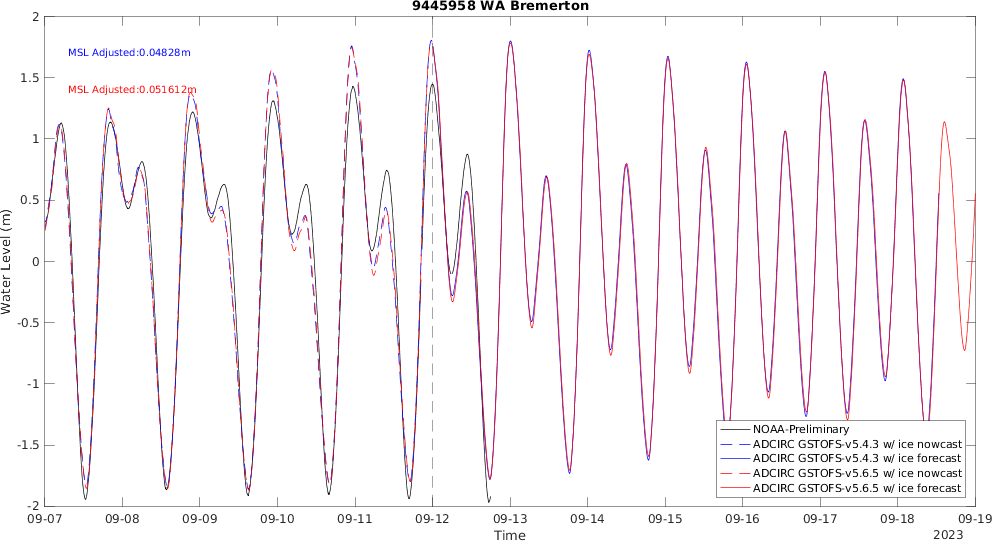 9445958 WA Bremerton
MSL Adjusted:0.04828m
MSL Adjusted:0.051612m
Water Level (m)
2
1.5
1
0.5
0
-0.5
-1
-1.5
-2
NOAA-Preliminary
ADCIRC GSTOFS-v5.4.3 w/ ice nowcast
ADCIRC GSTOFS-v5.4.3 w/ ice forecast
ADCIRC GSTOFS-v5.6.5 w/ ice nowcast
ADCIRC GSTOFS-v5.6.5 w/ ice forecast
09-07 09-08 09-09 09-10 09-11 09-12 09-13 09-14 09-15 09-16 09-17 09-18 09-19
Time
2023